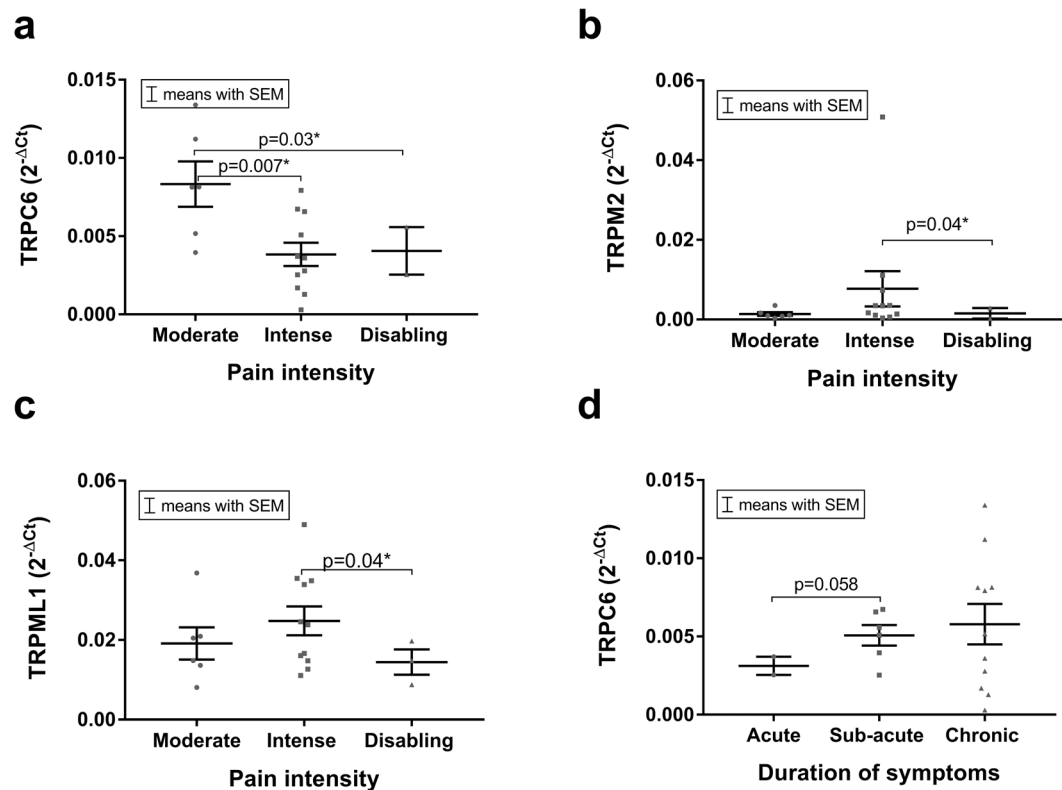 a
TRPC6 (2-ΔCt)
0.015
0.010
0.005
0.000
means with SEM
p=0.03*
p=0.007*
Moderate Intense Disabling
Pain intensity
b
TRPM2 (2-ΔCt)
0.06
0.04
0.02
0.00
means with SEM
p=0.04*
Moderate Intense Disabling
Pain intensity
c
TRPML1 (2-ΔCt)
0.06
0.04
0.02
0.00
means with SEM
p=0.04*
Moderate Intense Disabling
Pain intensity
d
TRPC6 (2-ΔCt)
0.015
0.010
0.005
0.000
means with SEM
p=0.058
Acute Sub-acute Chronic
Duration of symptoms